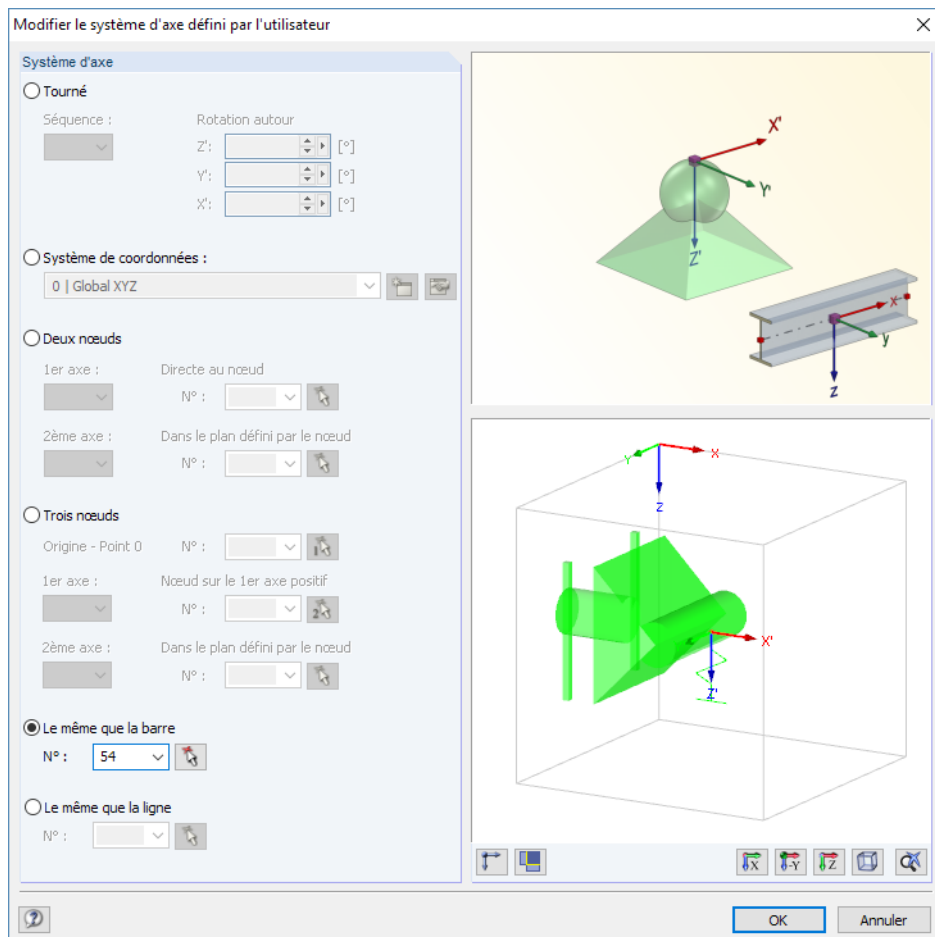 Modifier le système d'axe défini par l'utilisateur
Système d'axe
Tourné
Séquence :
Rotation autour
Z':
[°]
Y':
[°]
X':
[°]
Système de coordonnées :
0 | Global XYZ
Deux nœuds
1er axe :
Directe au nœud
N° :
2ème axe :
Dans le plan défini par le nœud
N° :
Trois nœuds
Origine - Point 0
N° :
1
1er axe :
Nœud sur le 1er axe positif
N° :
2
2ème axe :
Dans le plan défini par le nœud
N° :
Le même que la barre
N° :
54
Le même que la ligne
N° :
X'
Y'
Z'
x
y
z
Y
X
Z
X'
Z'
X
-Y
Z
OK
Annuler